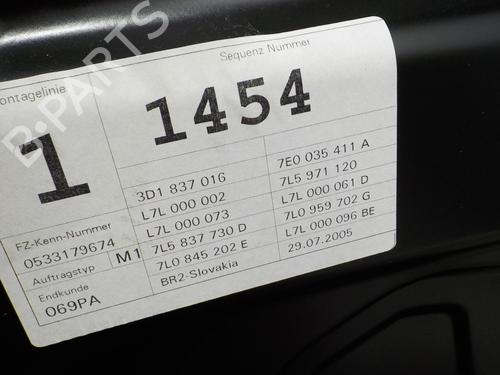 B-PARTS
Montagelinie
Sequenz Nummer
1
1454
FZ-Kenn-Nummer
0533179674
Auftragstyp M1
Endkunde
069PA
3D1 837 016
7E0 035 411 A
L7L 000 002
7L5 971 120
L7L 000 073
L7L 000 061 D
7L5 837 730 D
7L0 959 702 G
7L0 845 202 E
L7L 000 096 BE
BR2-Slovakia
29.07.2005